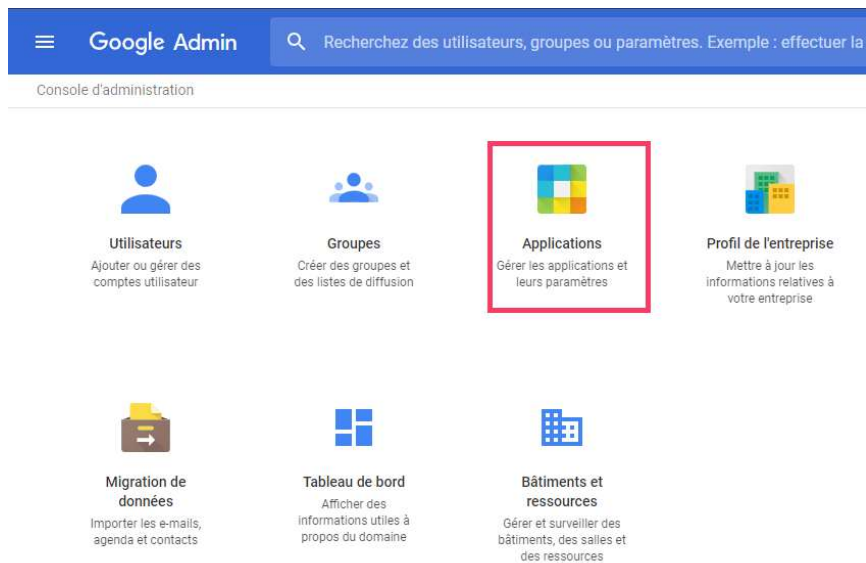 Google Admin
Recherchez des utilisateurs, groupes ou paramètres. Exemple : effectuer la
Console d'administration
Utilisateurs
Ajouter ou gérer des
comptes utilisateur
Groupes
Créer des groupes et
des listes de diffusion
Applications
Gérer les applications et
leurs paramètres
Profil de l'entreprise
Mettre à jour les
informations relatives à
votre entreprise
Migration de
données
Importer les e-mails,
agenda et contacts
Tableau de bord
Afficher des
informations utiles à
propos du domaine
Bâtiments et
ressources
Gérer et surveiller des
bâtiments, des salles et
des ressources